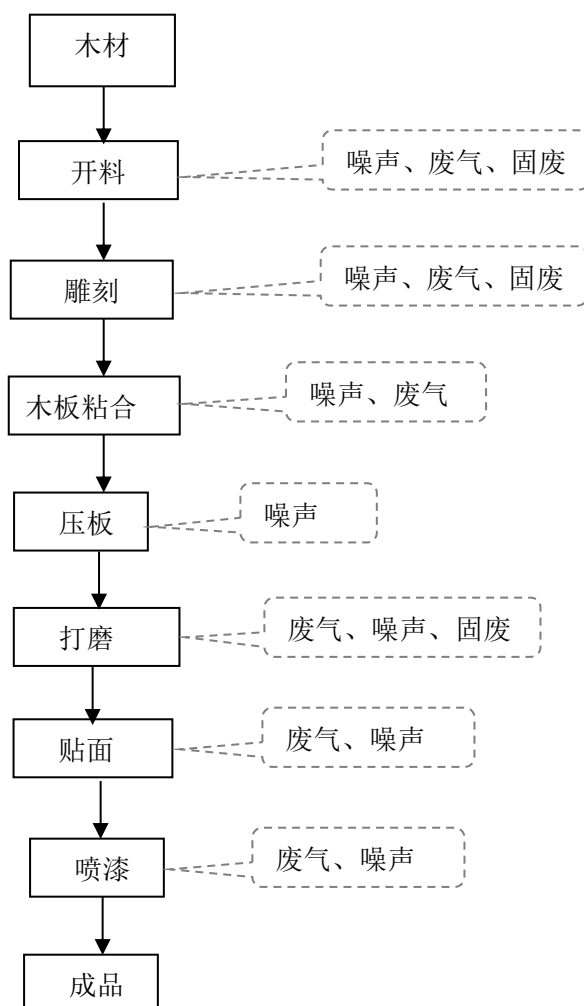 木材
开料
噪声、废气、固废
雕刻
噪声、废气、固废
木板粘合
噪声、废气
压板
噪声
打磨
废气、噪声、固废
贴面
废气、噪声
喷漆
废气、噪声
成品